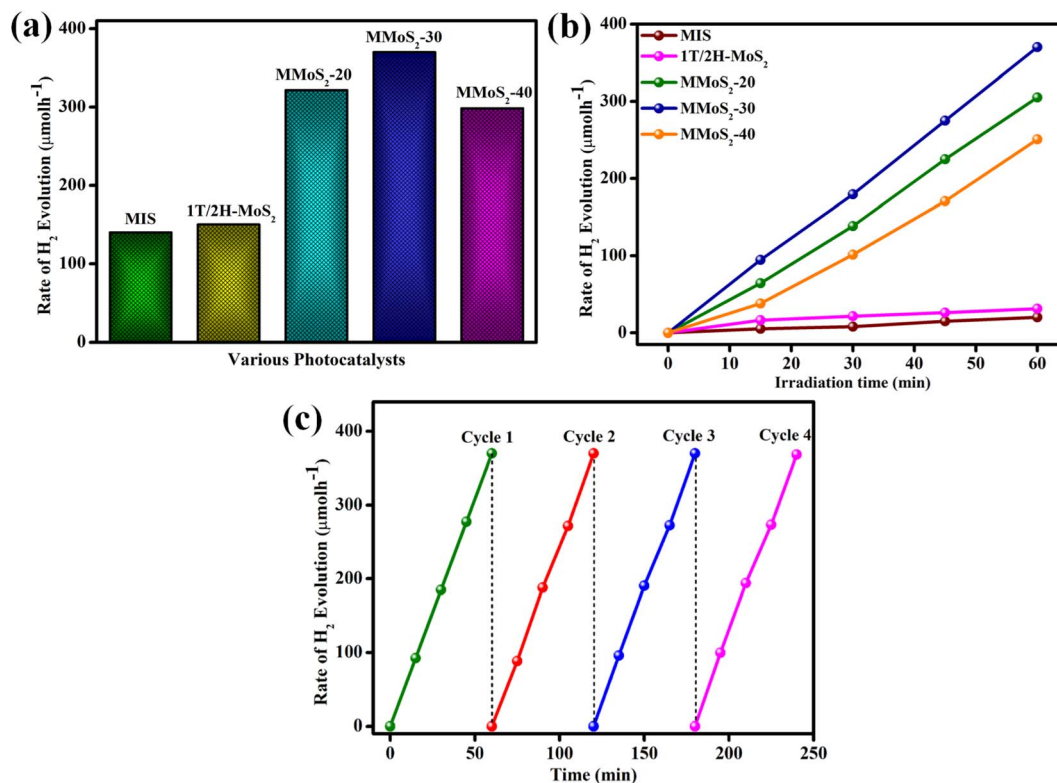 (a)
Rate of H₂ Evolution (μmolh⁻¹)
400
300
200
100
0
MIS
1T/2H-MoS₂
MMoS₂-20
MMoS₂-30
MMoS₂-40
Various Photocatalysts
(b)
Rate of H₂ Evolution (μmolh⁻¹)
400
300
200
100
0
MIS
1T/2H-MoS₂
MMoS₂-20
MMoS₂-30
MMoS₂-40
0 10 20 30 40 50 60
Irradiation time (min)
(c)
Rate of H₂ Evolution (μmolh⁻¹)
400
300
200
100
0
Cycle 1 Cycle 2 Cycle 3 Cycle 4
0 50 100 150 200 250
Time (min)